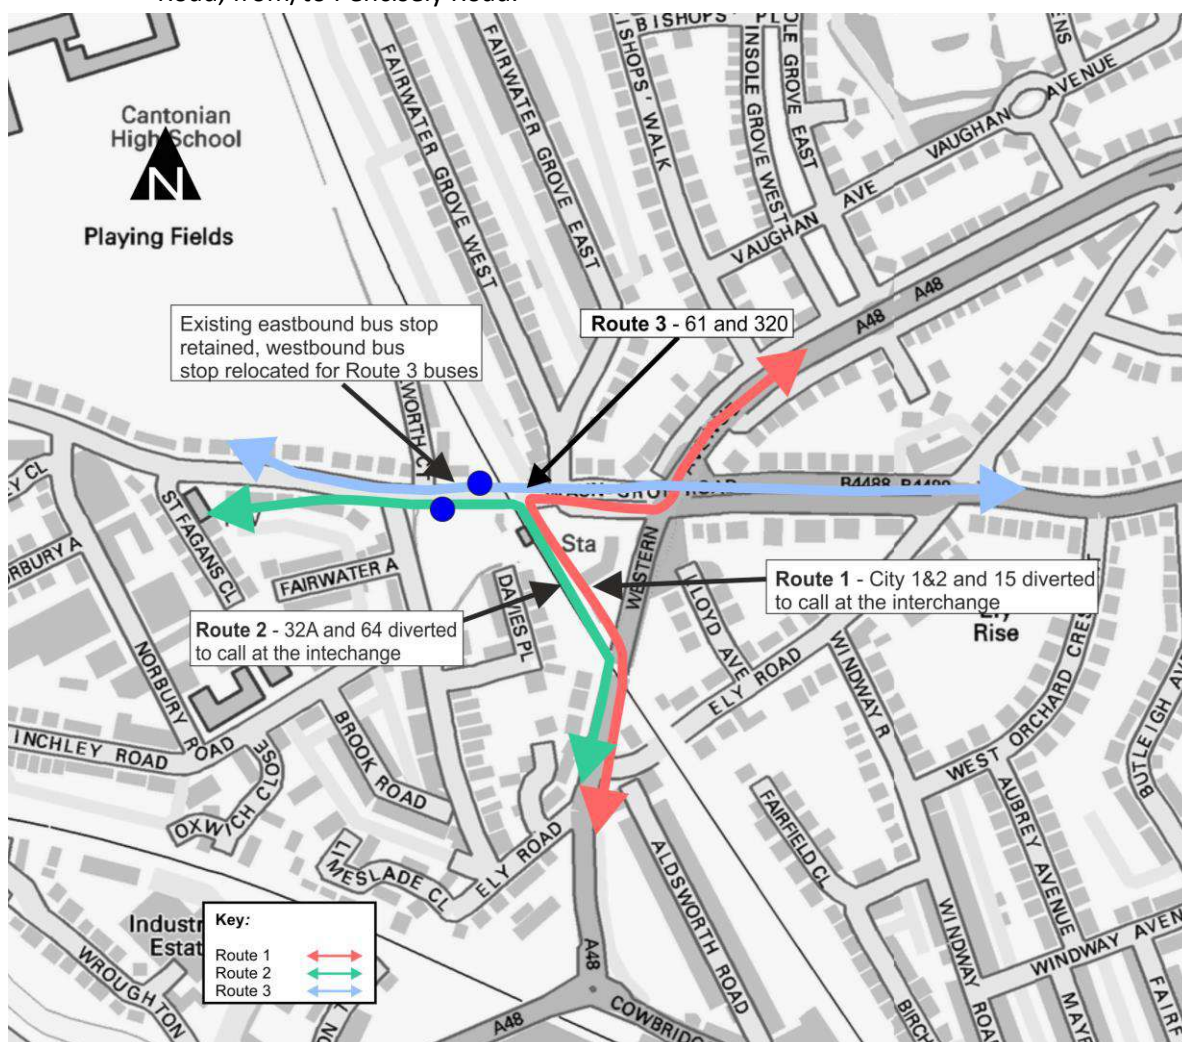 Cantonian
High School
N
Playing Fields
FAIRWATER GROVE WEST
FAIRWATER GROVE EAST
BISHOPS'
BISHOPS' WALK
INSOLE GROVE WEST
INSOLE GROVE EAST
VAUGHAN AVE
VAUGHAN AVENUE
A48
A48
Existing eastbound bus stop
retained, westbound bus
stop relocated for Route 3 buses
Route 3 - 61 and 320
B4488
ST FAGANS CL
FAIRWATER A
NORBURY
ROAD
DAVIES PL
Sta
WESTERN
LLOYD AVE
ELY ROAD
Route 1 - City 1&2 and 15 diverted
to call at the interchange
Rise
Route 2 - 32A and 64 diverted
to call at the intechange
WINDWAY R
WEST ORCHARD CRES
BUTLEIGH AV
AUBREY AVENUE
INCHLEY ROAD
OXWICH CLOSE
BROOK ROAD
MESLADE CL
LL
ELY ROAD
ALDSWORTH ROAD
FAIRFIELD CL
WINDWAY ROA
WINDWAY AVEN
MAYF
FAIRF
BIRCH
Industr
Estat
WROUGHTON
Key:
Route 1
Route 2
Route 3
A48
A48
COWBRIDG